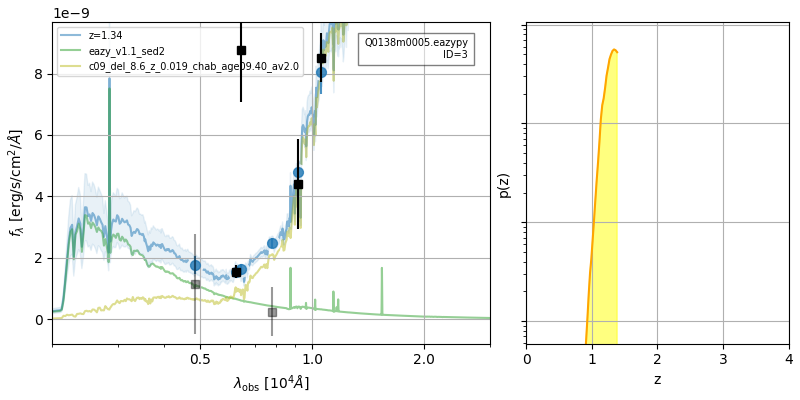 1e−9
z=1.34
eazy_v1.1_sed2
c09_del_8.6_z_0.019_chab_age09.40_av2.0
Q0138m0005.eazypy
ID=3
8
6
4
2
0
f_λ [erg/s/cm²/Å]
0.5
1.0
2.0
λ_obs [10⁴Å]
p(z)
0
1
2
3
4
z